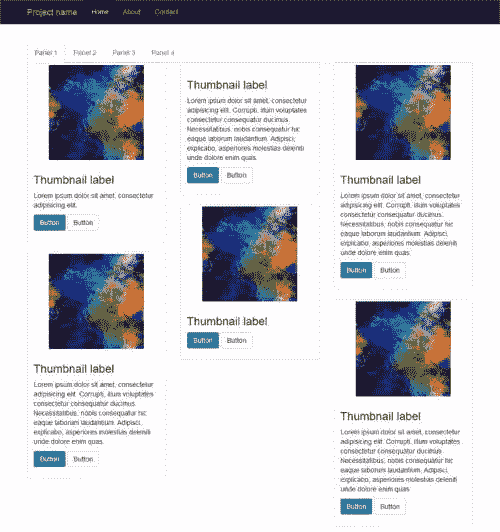 Project name Home About Contact
Panel 1 Panel 2 Panel 3 Panel 4
Thumbnail label
Lorem ipsum dolor sit amet, consectetur
adipisicing elit.
Button Button
Thumbnail label
Lorem ipsum dolor sit amet, consectetur
adipisicing elit. Corrupti, illum voluptates
consectetur consequatur ducimus.
Necessitatibus, nobis consequatur hic
eaque laborum laudantium. Adipisci,
explicabo, asperiores molestias deleniti
unde dolore enim quas.
Button Button
Thumbnail label
Lorem ipsum dolor sit amet, consectetur
adipisicing elit. Corrupti, illum voluptates
consectetur consequatur ducimus.
Necessitatibus, nobis consequatur hic
eaque laborum laudantium. Adipisci,
explicabo, asperiores molestias deleniti
unde dolore enim quas.
Button Button
Thumbnail label
Button Button
Thumbnail label
Lorem ipsum dolor sit amet, consectetur
adipisicing elit. Corrupti, illum voluptates
consectetur consequatur ducimus.
Necessitatibus, nobis consequatur hic
eaque laborum laudantium. Adipisci,
explicabo, asperiores molestias deleniti
unde dolore enim quas.
Button Button
Thumbnail label
Lorem ipsum dolor sit amet, consectetur
adipisicing elit. Corrupti, illum voluptates
consectetur consequatur ducimus.
Necessitatibus, nobis consequatur hic
eaque laborum laudantium. Adipisci,
explicabo, asperiores molestias deleniti
unde dolore enim quas.
Button Button